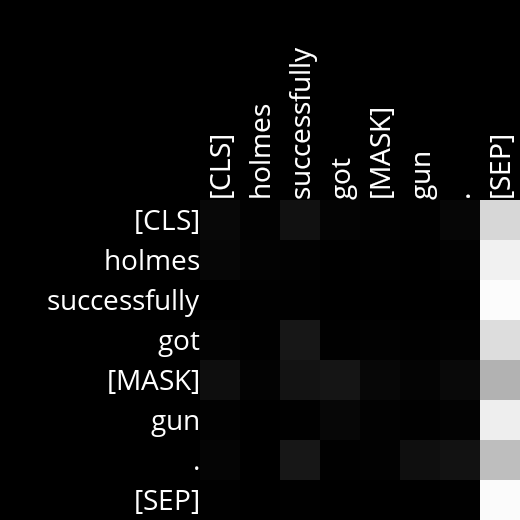 [CLS] holmes successfully got [MASK] gun . [SEP]
[CLS]
holmes
successfully
got
[MASK]
gun
.
[SEP]